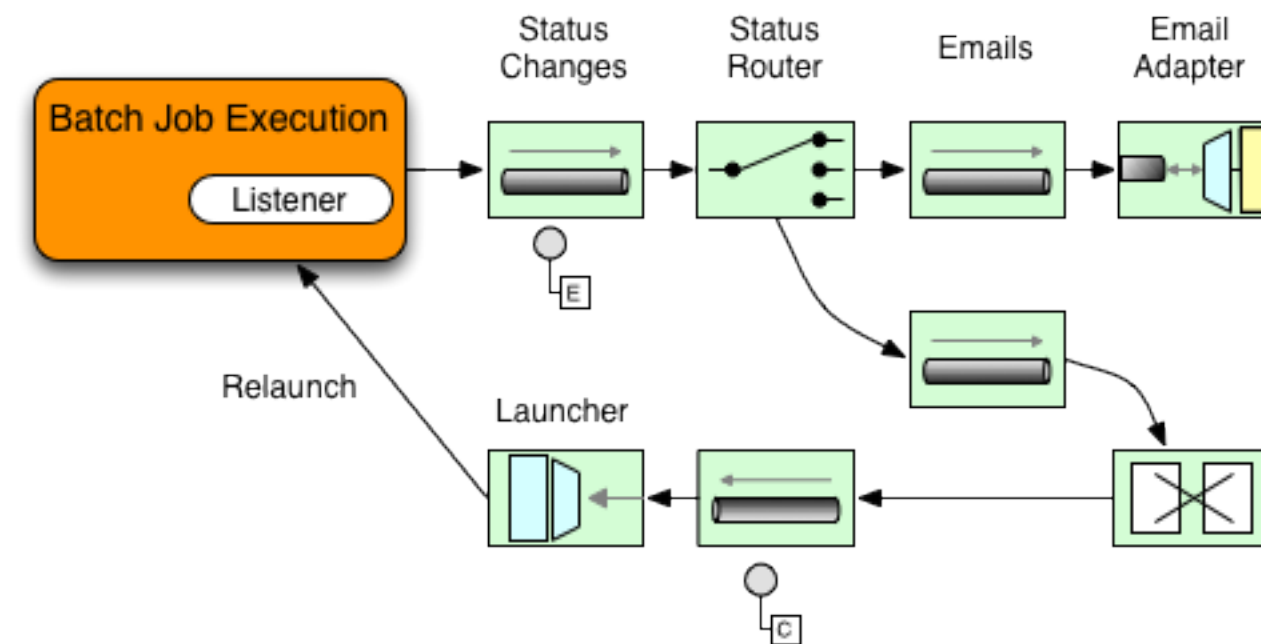 Status
Changes
Status
Router
Emails
Email
Adapter
Batch Job Execution
Listener
E
Relaunch
Launcher
C